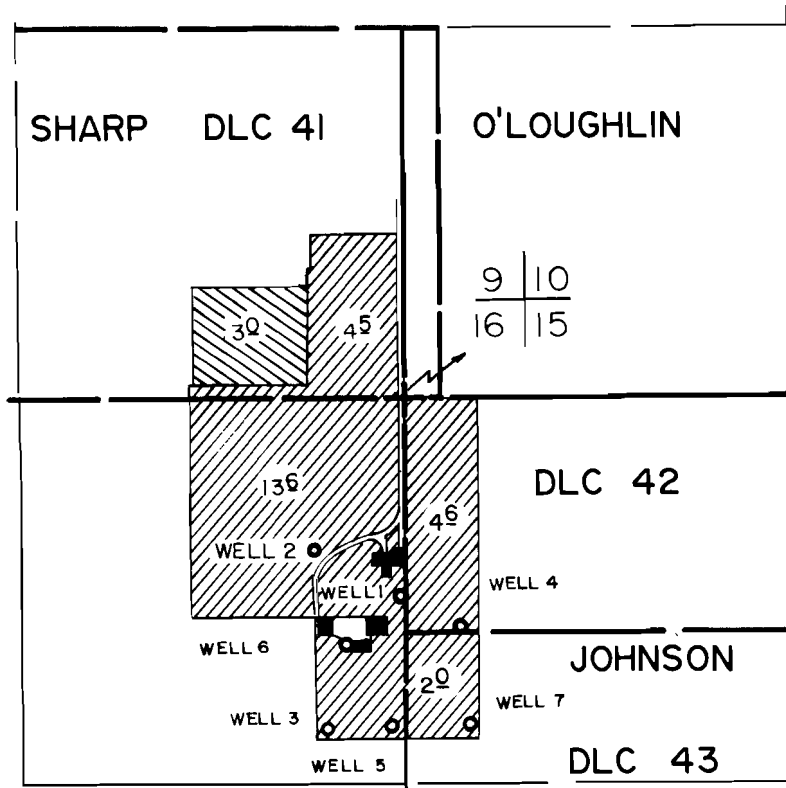 SHARP DLC 41 O'LOUGHLIN
9 10
16 15
3 0
4 5
13 6
DLC 42
4 6
WELL 2
WELL 1
WELL 4
WELL 6
JOHNSON
2 0
WELL 3
WELL 7
WELL 5
DLC 43